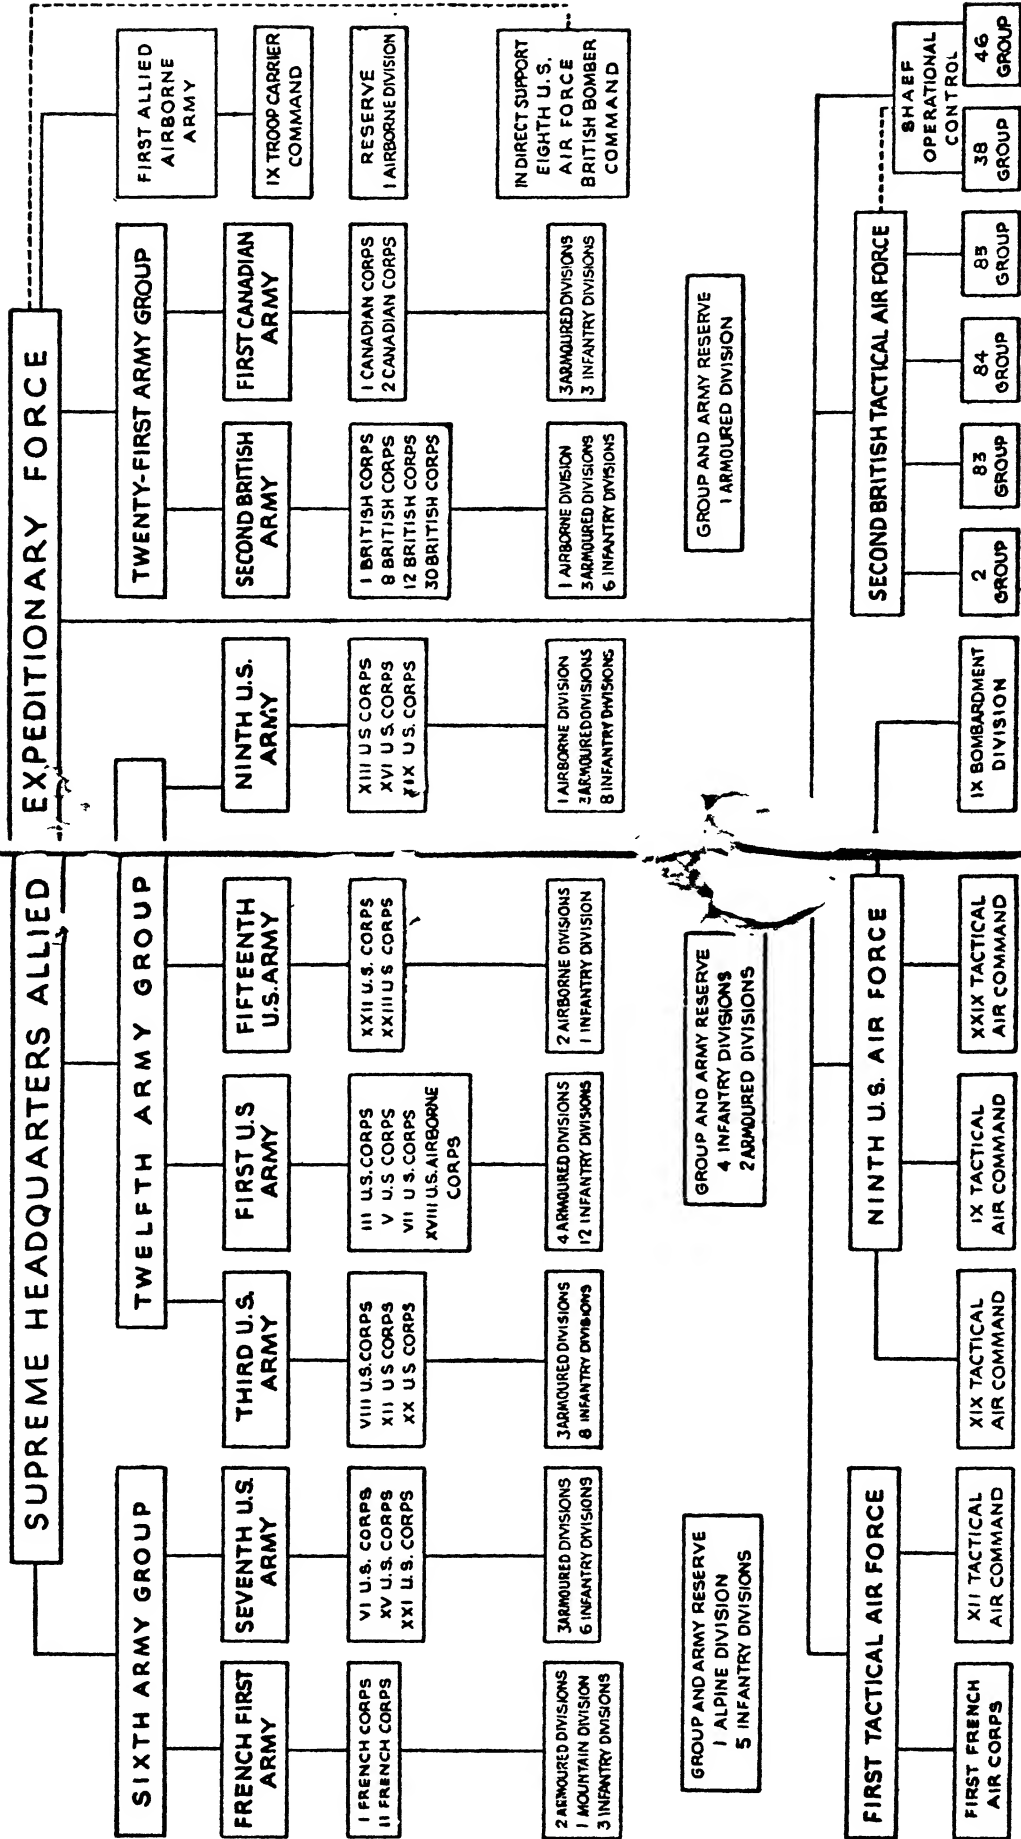 SUPREME HEADQUARTERS ALLIED EXPEDITIONARY FORCE
SIXTH ARMY GROUP
TWELFTH ARMY GROUP
TWENTY-FIRST ARMY GROUP
FIRST ALLIED
AIRBORNE
ARMY
FRENCH FIRST
ARMY
SEVENTH U.S.
ARMY
THIRD U.S.
ARMY
FIRST U.S
ARMY
FIFTEENTH
U.S. ARMY
NINTH U.S.
ARMY
SECOND BRITISH
ARMY
FIRST CANADIAN
ARMY
IX TROOP CARRIER
COMMAND
I FRENCH CORPS
II FRENCH CORPS
VI U.S. CORPS
XV U.S. CORPS
XXI U.S. CORPS
VIII U.S. CORPS
XII US CORPS
XX US CORPS
III U.S. CORPS
V U.S CORPS
VII U.S. CORPS
XVIII U.S. AIRBORNE
CORPS
XXII U.S. CORPS
XXIII U S CORPS
XIII U S CORPS
XVI U S. CORPS
XIX U S. CORPS
1 BRITISH CORPS
8 BRITISH CORPS
12 BRITISH CORPS
30 BRITISH CORPS
1 CANADIAN CORPS
2 CANADIAN CORPS
RESERVE
1 AIRBORNE DIVISION
2 ARMOURED DIVISIONS
1 MOUNTAIN DIVISION
3 INFANTRY DIVISIONS
3 ARMOURED DIVISIONS
6 INFANTRY DIVISIONS
3 ARMOURED DIVISIONS
8 INFANTRY DIVISIONS
4 ARMOURED DIVISIONS
12 INFANTRY DIVISIONS
2 AIRBORNE DIVISIONS
1 INFANTRY DIVISION
1 AIRBORNE DIVISION
3 ARMOURED DIVISIONS
8 INFANTRY DIVISIONS
1 AIRBORNE DIVISION
3 ARMOURED DIVISIONS
6 INFANTRY DIVISIONS
3 ARMOURED DIVISIONS
3 INFANTRY DIVISIONS
INDIRECT SUPPORT
EIGHTH U.S.
AIR FORCE
BRITISH BOMBER
COMMAND
GROUP AND ARMY RESERVE
1 ALPINE DIVISION
5 INFANTRY DIVISIONS
GROUP AND ARMY RESERVE
4 INFANTRY DIVISIONS
2 ARMOURED DIVISIONS
GROUP AND ARMY RESERVE
1 ARMOURED DIVISION
FIRST TACTICAL AIR FORCE
NINTH U.S. AIR FORCE
SECOND BRITISH TACTICAL AIR FORCE
SHAEF
OPERATIONAL
CONTROL
FIRST FRENCH
AIR CORPS
XII TACTICAL
AIR COMMAND
XIX TACTICAL
AIR COMMAND
IX TACTICAL
AIR COMMAND
XXIX TACTICAL
AIR COMMAND
IX BOMBARDMENT
DIVISION
2
GROUP
83
GROUP
84
GROUP
85
GROUP
38
GROUP
46
GROUP